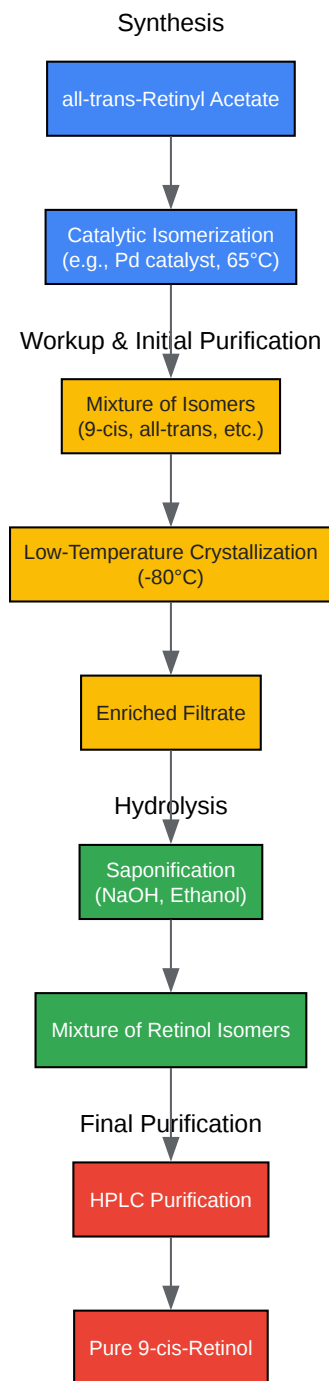 Synthesis
all-trans-Retinyl Acetate
Catalytic Isomerization
(e.g., Pd catalyst, 65°C)
Workup & Initial Purification
Mixture of Isomers
(9-cis, all-trans, etc.)
Low-Temperature Crystallization
(-80°C)
Enriched Filtrate
Hydrolysis
Saponification
(NaOH, Ethanol)
Mixture of Retinol Isomers
Final Purification
HPLC Purification
Pure 9-cis-Retinol